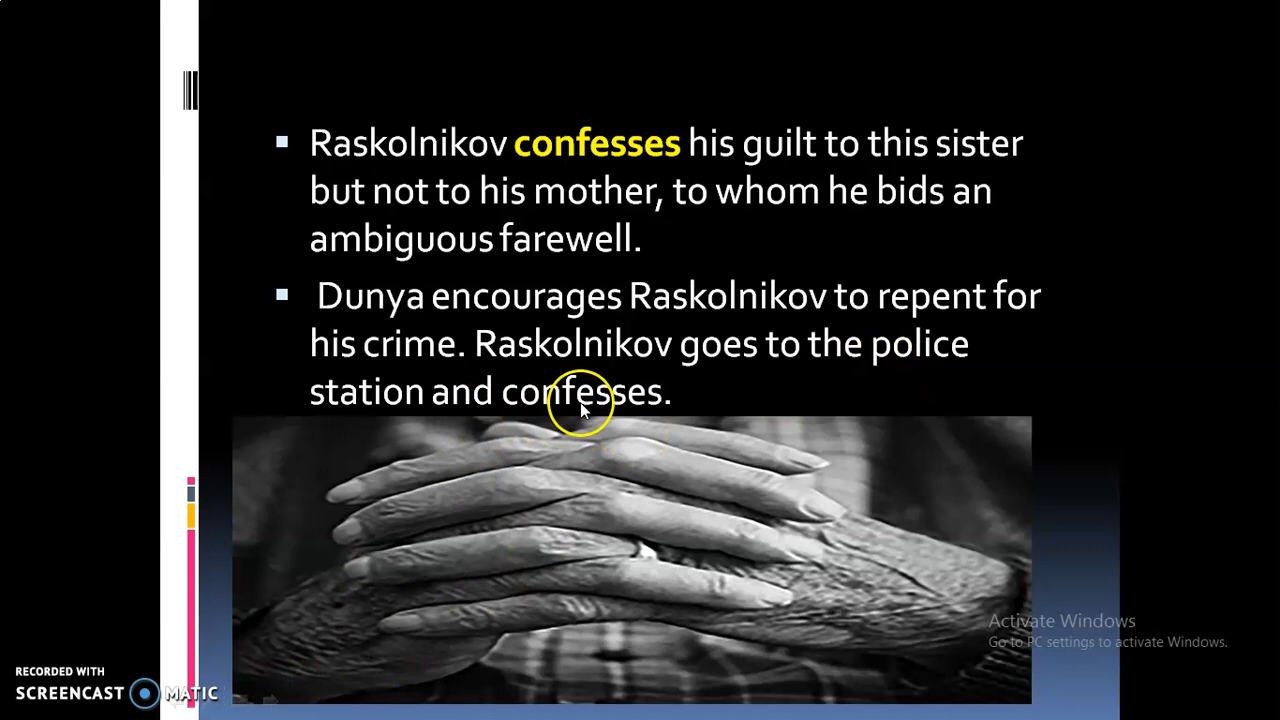 Raskolnikov confesses his guilt to this sister
but not to his mother, to whom he bids an
ambiguous farewell.
Dunya encourages Raskolnikov to repent for
his crime. Raskolnikov goes to the police
station and confesses.
Activate Windows
Go to PC settings to activate Windows.
RECORDED WITH
SCREENCAST MATIC